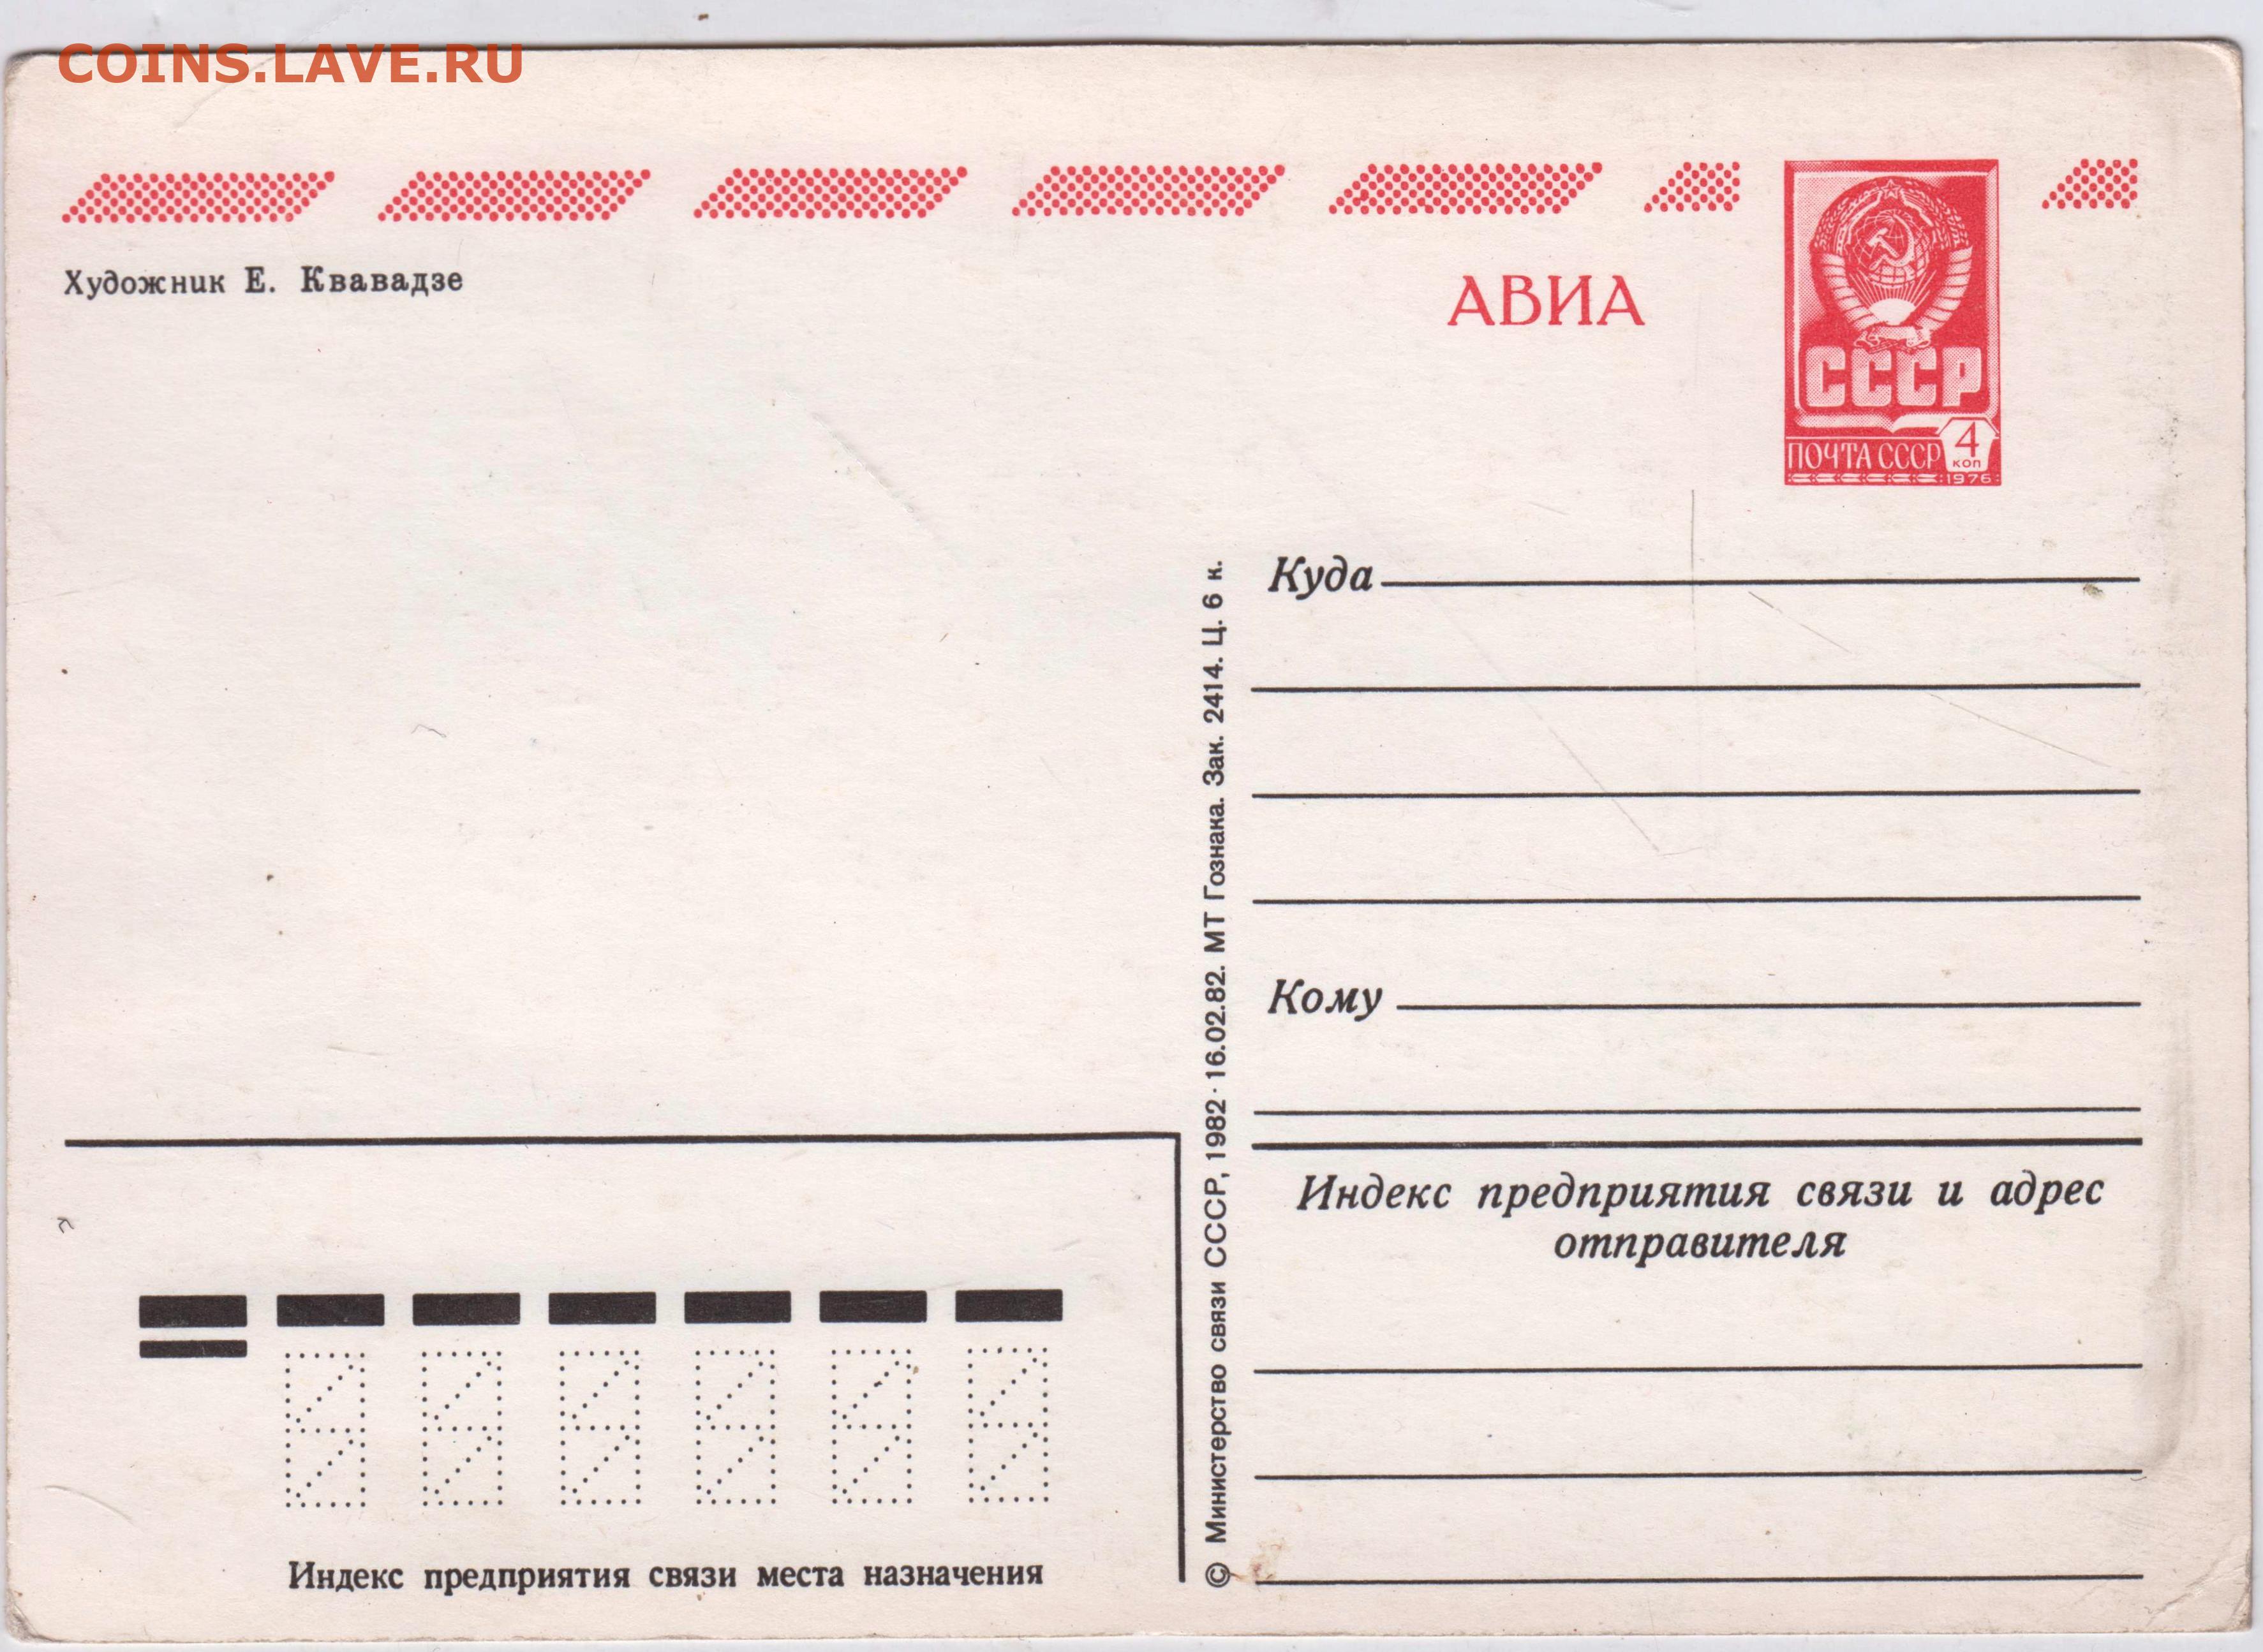 COINS.LAVE.RU
Художник Е. Квавадзе
АВИА
СССР
ПОЧТА СССР 4
коп
1976
Куда
Кому
Индекс предприятия связи и адрес
отправителя
© Министерство связи СССР, 1982 · 16.02.82. МТ Гознака. Зак. 2414. Ц. 6 к.
Индекс предприятия связи места назначения